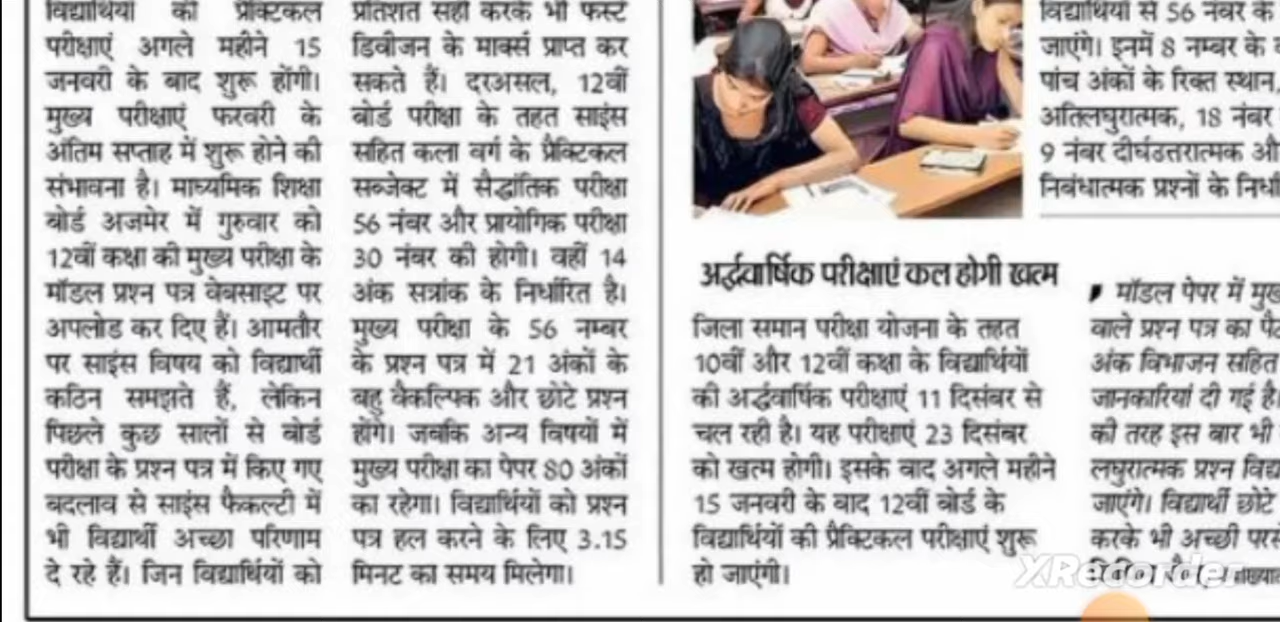 विद्यार्थियों की प्रैक्टिकल
परीक्षाएं अगले महीने 15
जनवरी के बाद शुरू होंगी।
मुख्य परीक्षाएं फरवरी के
अंतिम सप्ताह में शुरू होने की
संभावना है। माध्यमिक शिक्षा
बोर्ड अजमेर में गुरुवार को
12वीं कक्षा की मुख्य परीक्षा के
मॉडल प्रश्न पत्र वेबसाइट पर
अपलोड कर दिए हैं। आमतौर
पर साइंस विषय को विद्यार्थी
कठिन समझते हैं, लेकिन
पिछले कुछ सालों से बोर्ड
परीक्षा के प्रश्न पत्र में किए गए
बदलाव से साइंस फैकल्टी में
भी विद्यार्थी अच्छा परिणाम
दे रहे हैं। जिन विद्यार्थियों को
प्रतिशत सही करके भी फर्स्ट
डिवीजन के मार्क्स प्राप्त कर
सकते हैं। दरअसल, 12वीं
बोर्ड परीक्षा के तहत साइंस
सहित कला वर्ग के प्रैक्टिकल
सब्जेक्ट में सैद्धांतिक परीक्षा
56 नंबर और प्रायोगिक परीक्षा
30 नंबर की होगी। वहीं 14
अंक सत्रांक के निर्धारित है।
मुख्य परीक्षा के 56 नम्बर
के प्रश्न पत्र में 21 अंकों के
बहु वैकल्पिक और छोटे प्रश्न
होंगे। जबकि अन्य विषयों में
मुख्य परीक्षा का पेपर 80 अंकों
का रहेगा। विद्यार्थियों को प्रश्न
पत्र हल करने के लिए 3.15
मिनट का समय मिलेगा।
अर्द्धवार्षिक परीक्षाएं कल होगी खत्म
जिला समान परीक्षा योजना के तहत
10वीं और 12वीं कक्षा के विद्यार्थियों
की अर्द्धवार्षिक परीक्षाएं 11 दिसंबर से
चल रही है। यह परीक्षाएं 23 दिसंबर
को खत्म होगी। इसके बाद अगले महीने
15 जनवरी के बाद 12वीं बोर्ड के
विद्यार्थियों की प्रैक्टिकल परीक्षाएं शुरू
हो जाएंगी।
विद्यार्थियों से 56 नंबर के
जाएंगे। इनमें 8 नम्बर के
पांच अंकों के रिक्त स्थान,
अतिलघुरात्मक, 18 नंबर
9 नंबर दीर्घउत्तरात्मक औ
निबंधात्मक प्रश्नों के
मॉडल पेपर में
वाले प्रश्न पत्र का
अंक विभाजन सहित
जानकारियां दी गई है।
की तरह इस बार भी
लघुरात्मक प्रश्न
जाएंगे। विद्यार्थी छोटे
करके भी अच्छी
XRecorder